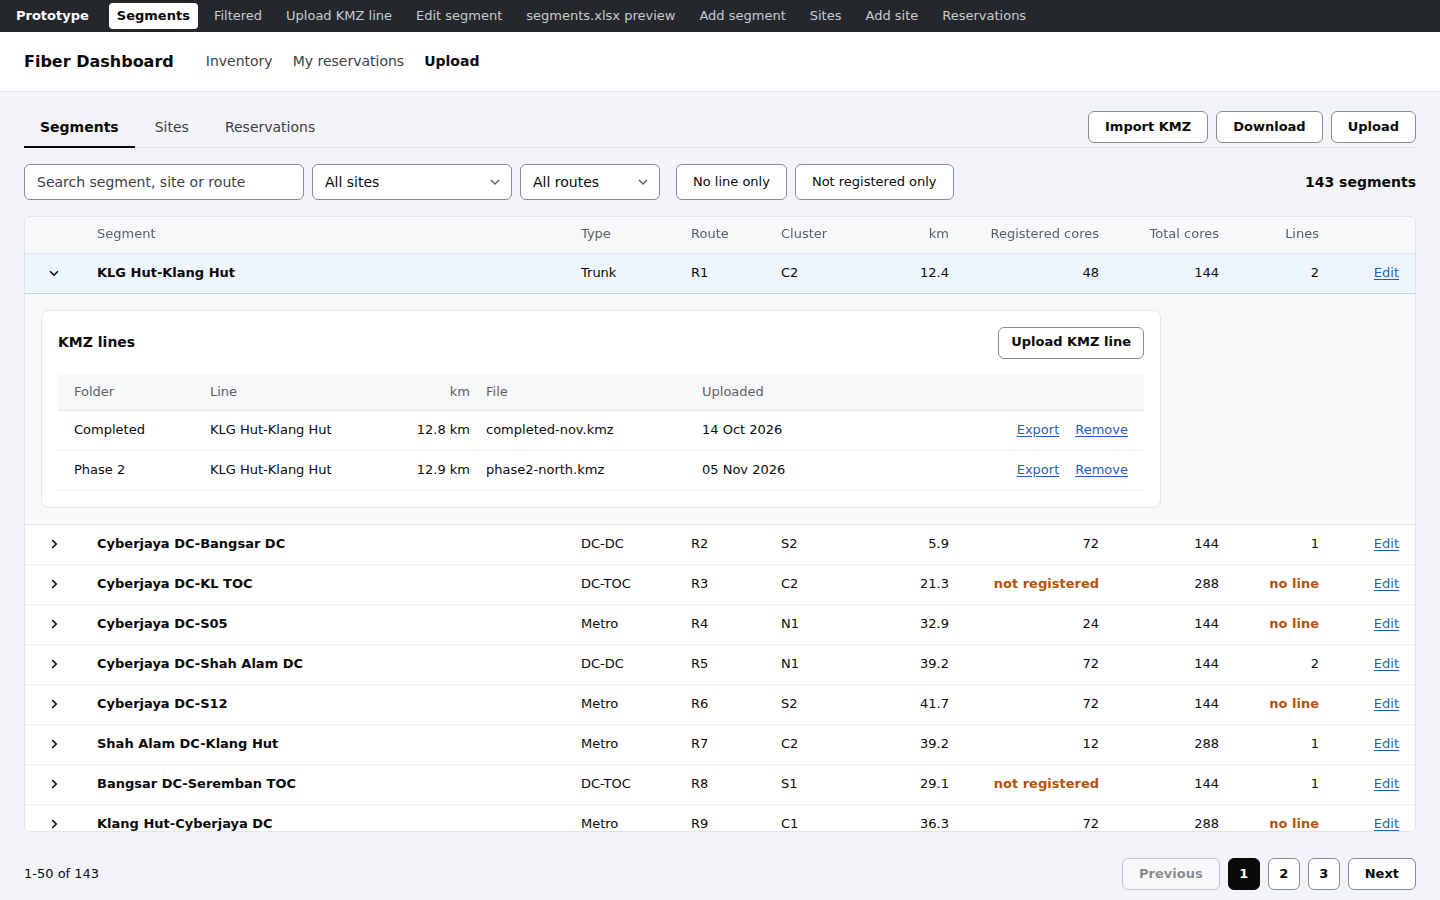 Prototype Segments Filtered Upload KMZ line Edit segment segments.xlsx preview Add segment Sites Add site Reservations
Fiber Dashboard Inventory My reservations Upload
Segments Sites Reservations Import KMZ Download Upload
Search segment, site or route All sites All routes No line only Not registered only 143 segments
Segment Type Route Cluster km Registered cores Total cores Lines
KLG Hut-Klang Hut Trunk R1 C2 12.4 48 144 2 Edit
KMZ lines Upload KMZ line
Folder Line km File Uploaded
Completed KLG Hut-Klang Hut 12.8 km completed-nov.kmz 14 Oct 2026 Export Remove
Phase 2 KLG Hut-Klang Hut 12.9 km phase2-north.kmz 05 Nov 2026 Export Remove
Cyberjaya DC-Bangsar DC DC-DC R2 S2 5.9 72 144 1 Edit
Cyberjaya DC-KL TOC DC-TOC R3 C2 21.3 not registered 288 no line Edit
Cyberjaya DC-S05 Metro R4 N1 32.9 24 144 no line Edit
Cyberjaya DC-Shah Alam DC DC-DC R5 N1 39.2 72 144 2 Edit
Cyberjaya DC-S12 Metro R6 S2 41.7 72 144 no line Edit
Shah Alam DC-Klang Hut Metro R7 C2 39.2 12 288 1 Edit
Bangsar DC-Seremban TOC DC-TOC R8 S1 29.1 not registered 144 1 Edit
Klang Hut-Cyberjaya DC Metro R9 C1 36.3 72 288 no line Edit
1-50 of 143 Previous 1 2 3 Next